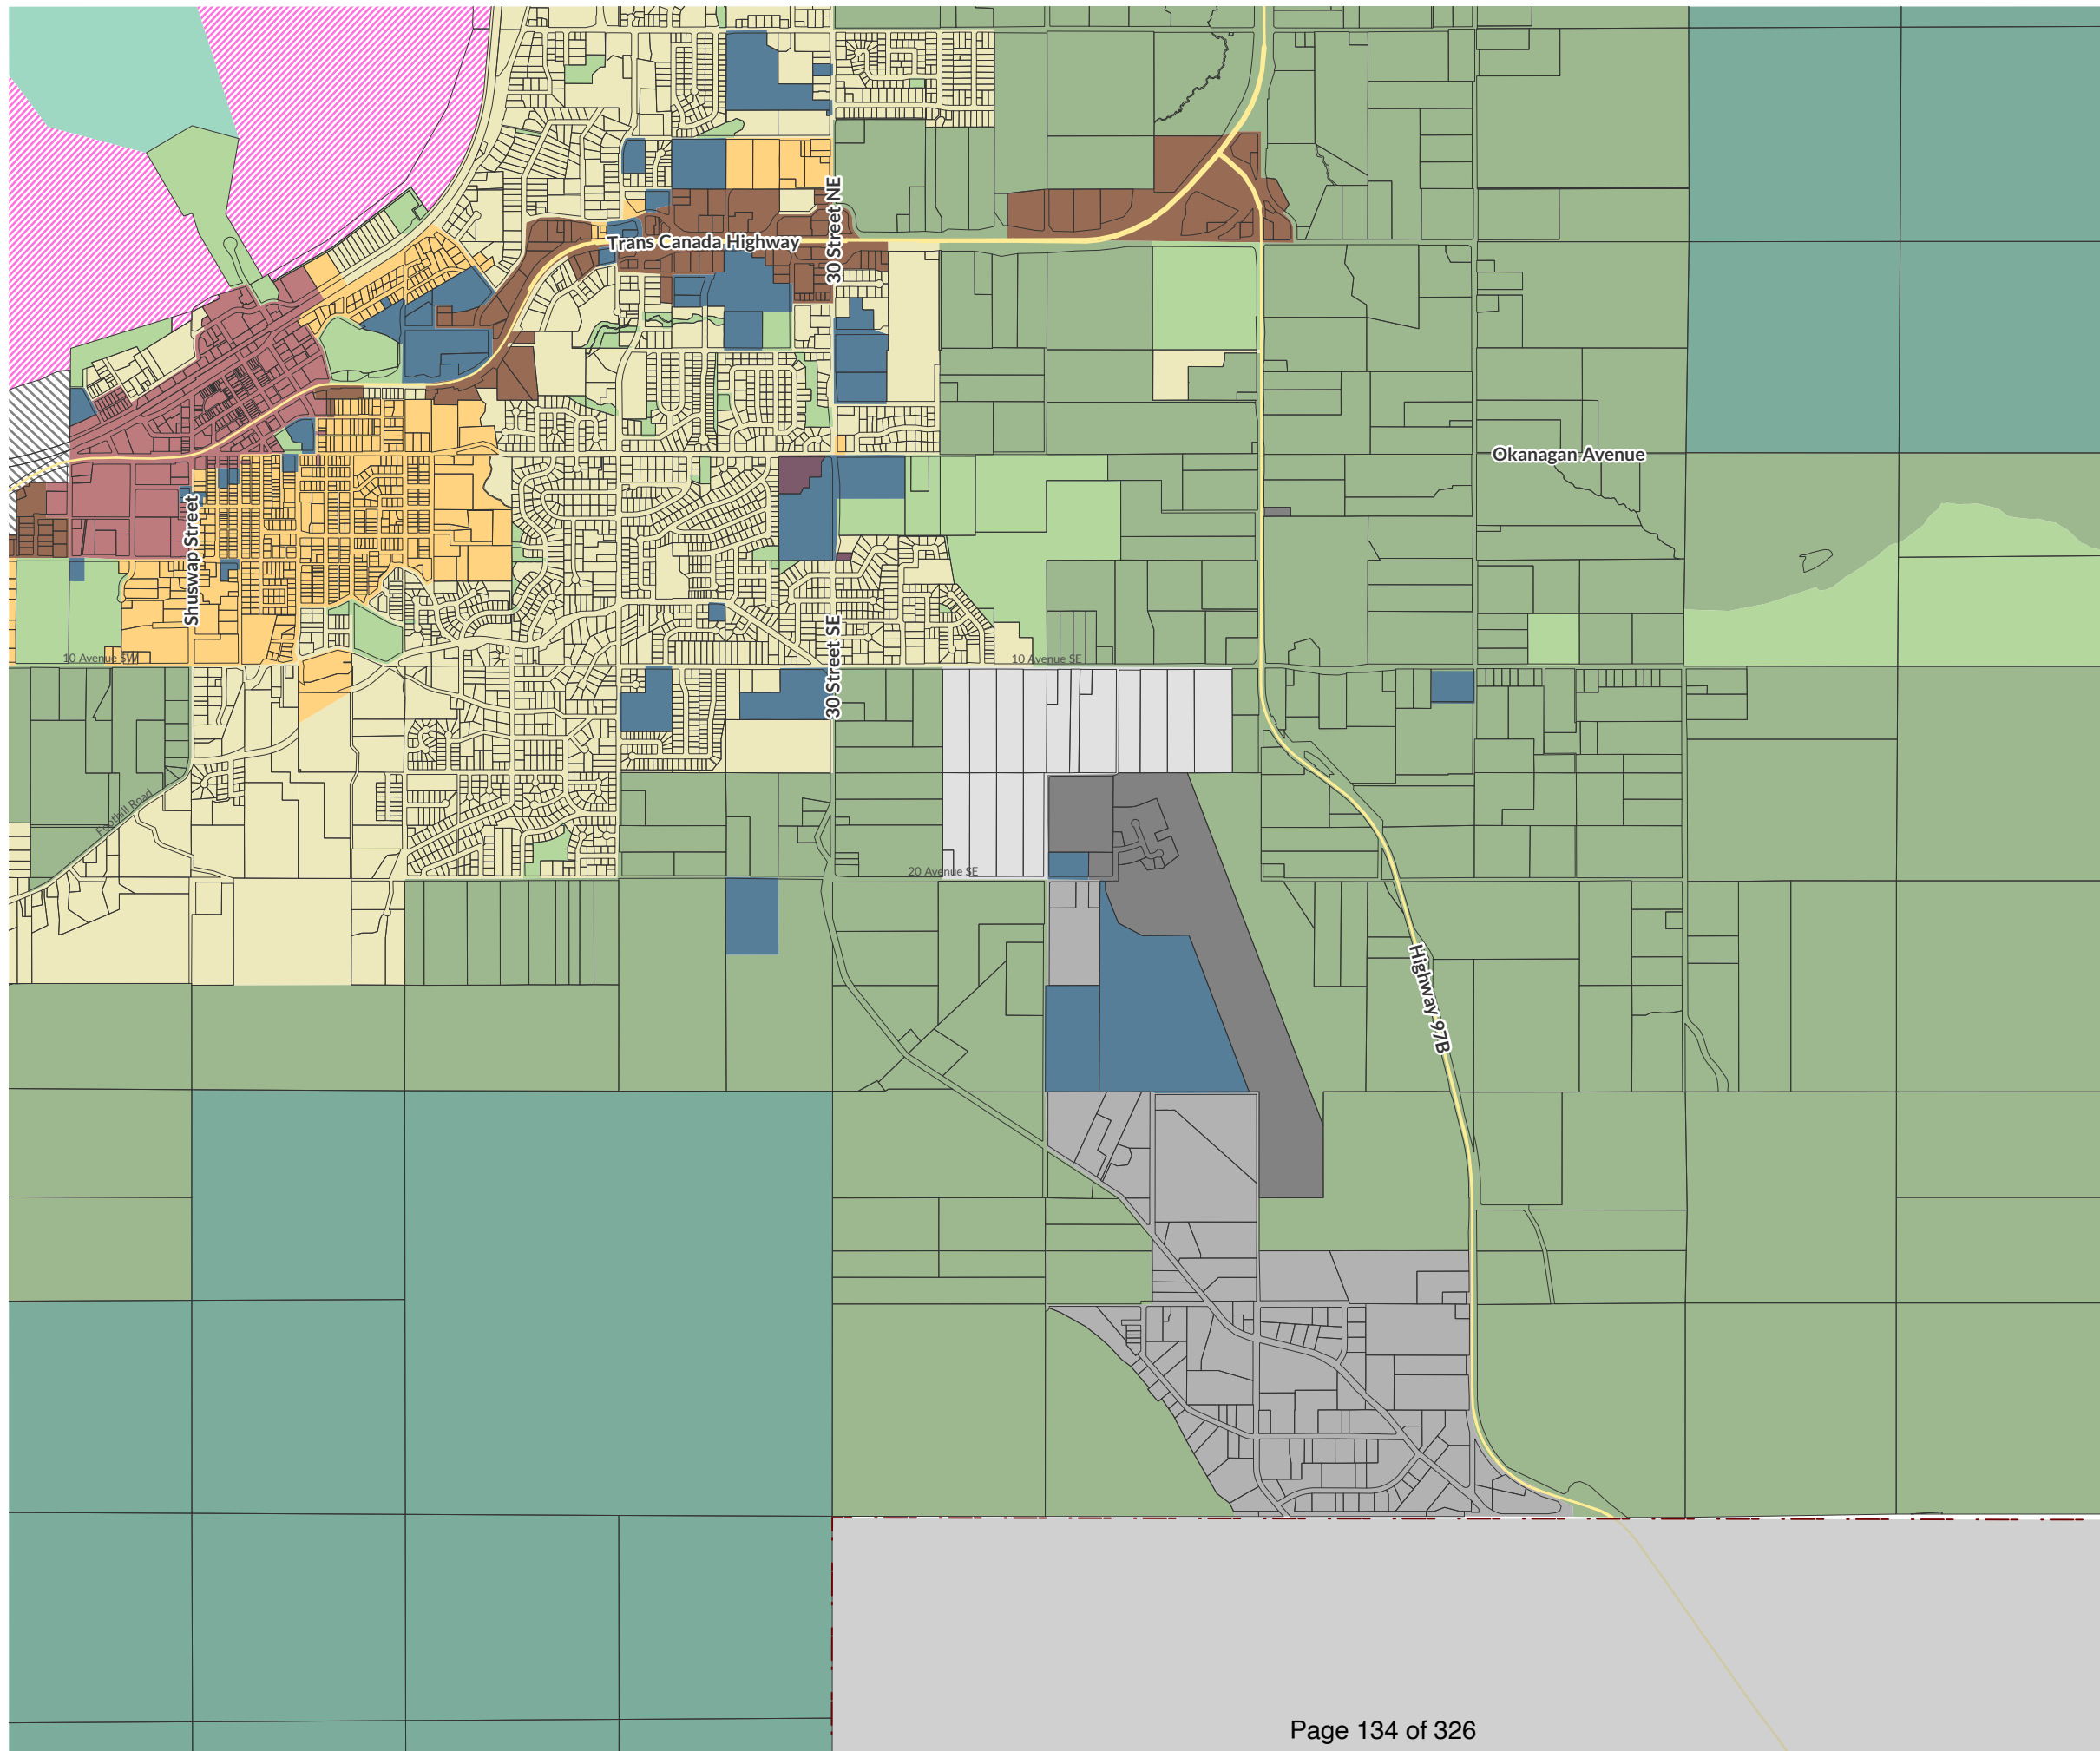 30 Street NE
Trans Canada Highway
Okanagan Avenue
Shuswap Street
30 Street SE
10 Avenue SW
10 Avenue SE
Foothill Road
20 Avenue SE
Highway 97B
Page 134 of 326